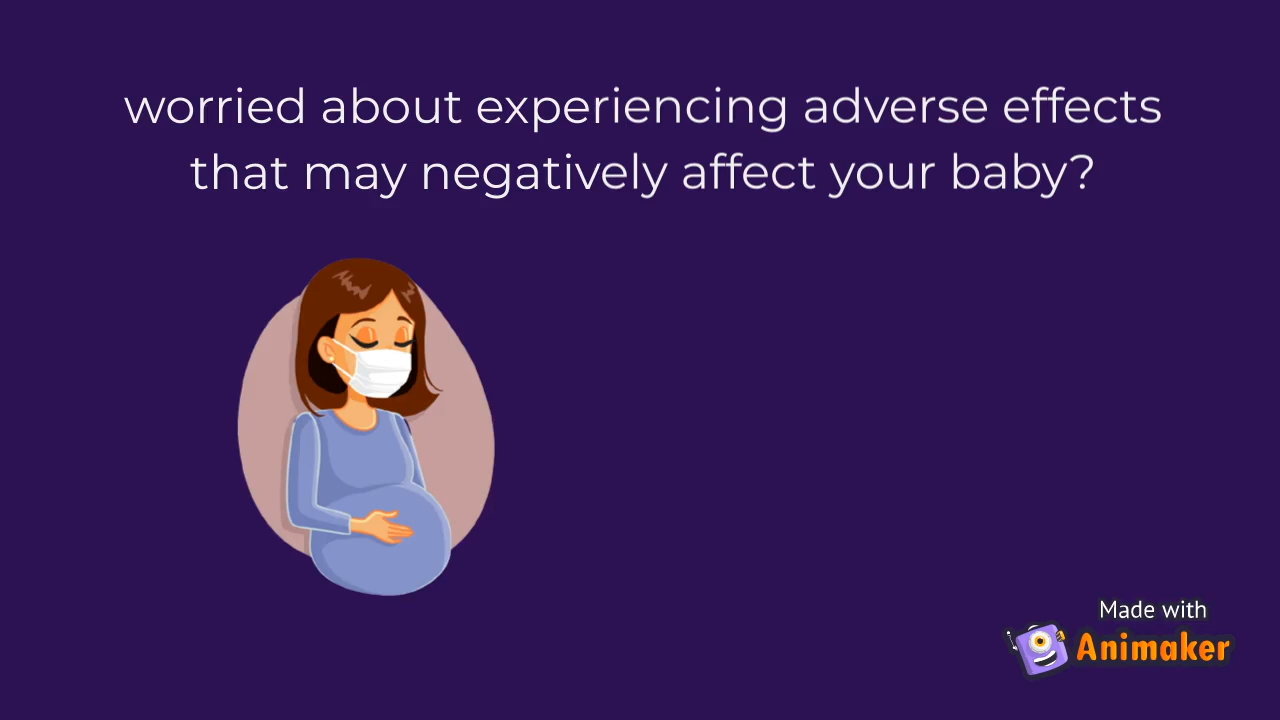 worried about experiencing adverse effects
that may negatively affect your baby?
Made with
Animaker